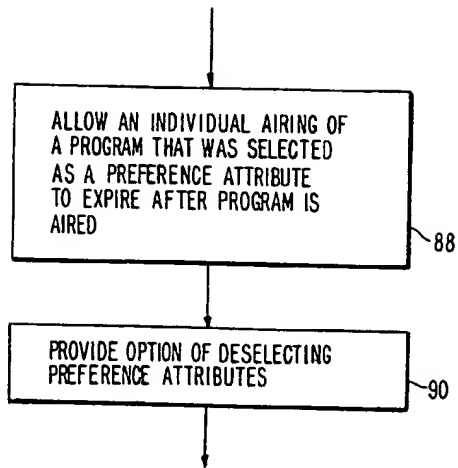 ALLOW AN INDIVIDUAL AIRING OF
A PROGRAM THAT WAS SELECTED
AS A PREFERENCE ATTRIBUTE
TO EXPIRE AFTER PROGRAM IS
AIRED
88
PROVIDE OPTION OF DESELECTING
PREFERENCE ATTRIBUTES
90